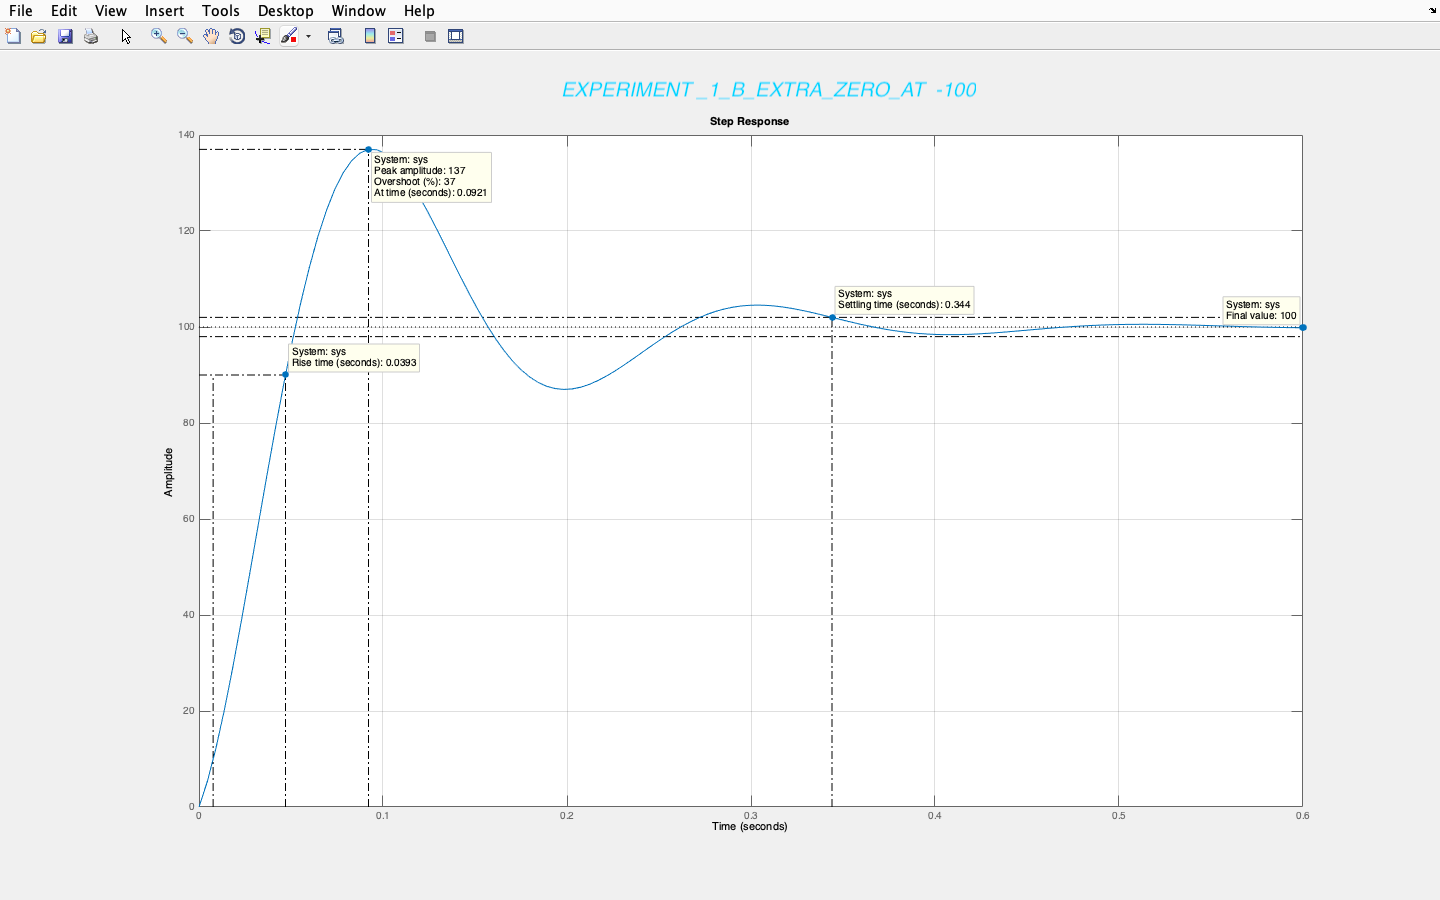 File Edit View Insert Tools Desktop Window Help
EXPERIMENT _1_B_EXTRA_ZERO_AT -100
Step Response
140
System: sys
Peak amplitude: 137
Overshoot (%): 37
At time (seconds): 0.0921
120
System: sys
Settling time (seconds): 0.344
System: sys
Final value: 100
100
System: sys
Rise time (seconds): 0.0393
80
Amplitude
60
40
20
0
0 0.1 0.2 0.3 0.4 0.5 0.6
Time (seconds)